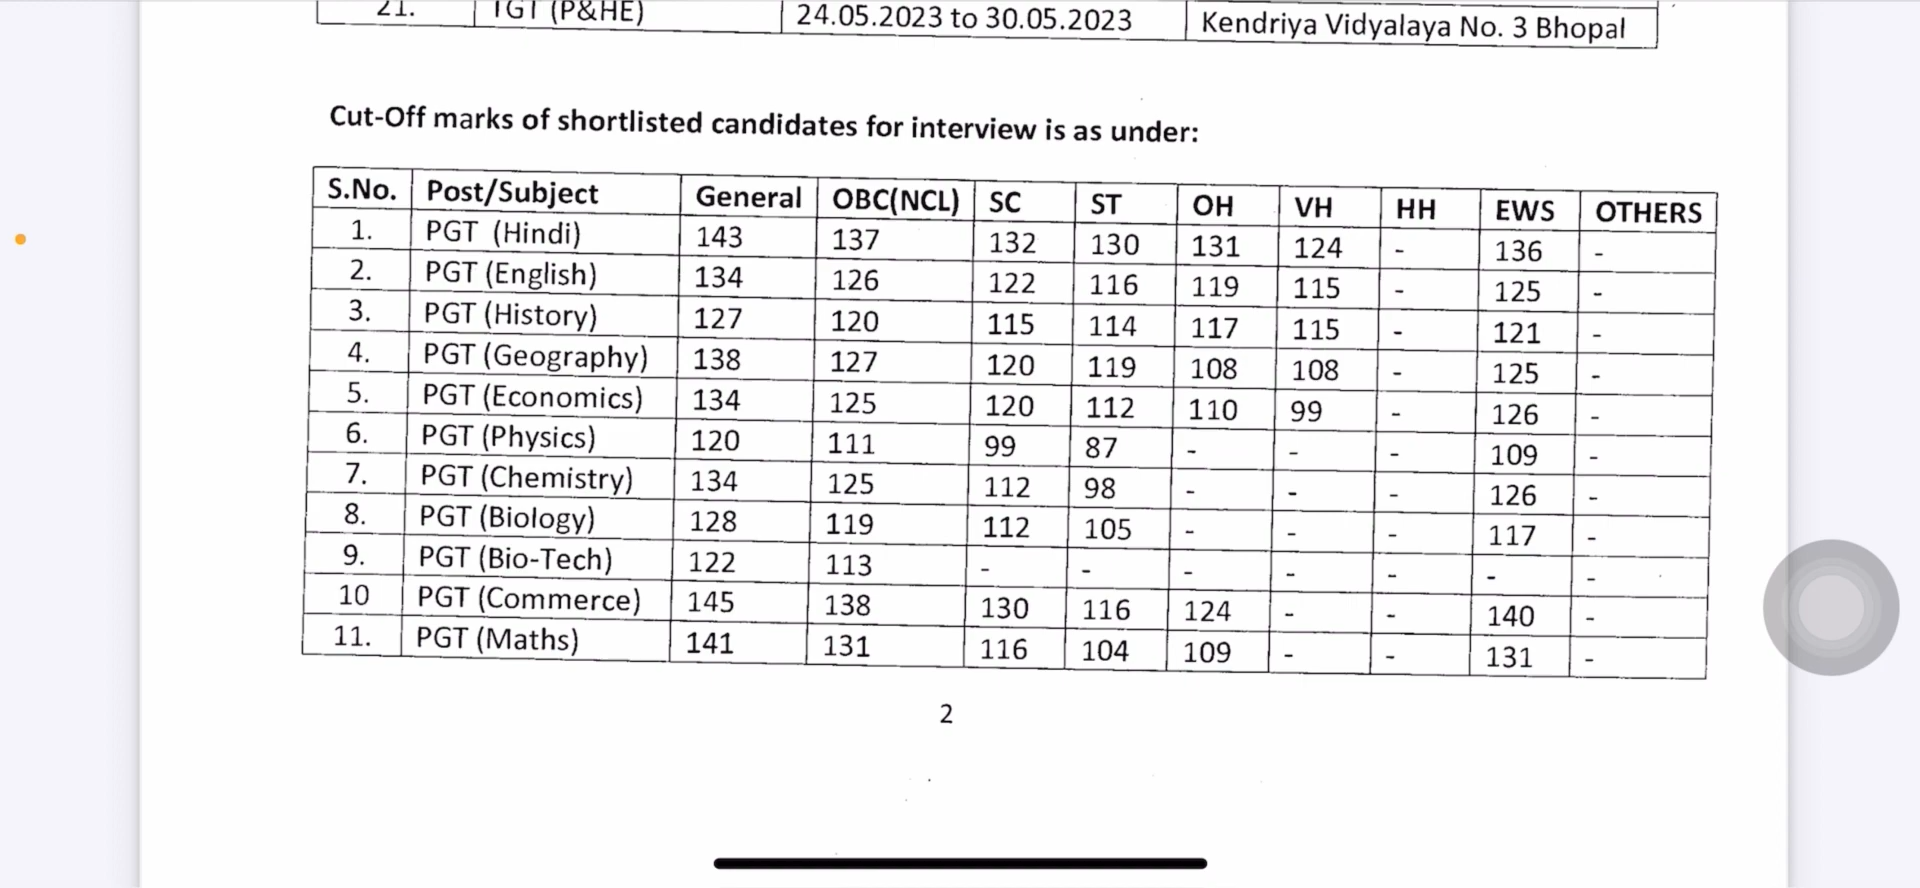 21. TGT (P&HE) 24.05.2023 to 30.05.2023 Kendriya Vidyalaya No. 3 Bhopal
Cut-Off marks of shortlisted candidates for interview is as under:
S.No. Post/Subject General OBC(NCL) SC ST OH VH HH EWS OTHERS
1. PGT (Hindi) 143 137 132 130 131 124 - 136 -
2. PGT (English) 134 126 122 116 119 115 - 125 -
3. PGT (History) 127 120 115 114 117 115 - 121 -
4. PGT (Geography) 138 127 120 119 108 108 - 125 -
5. PGT (Economics) 134 125 120 112 110 99 - 126 -
6. PGT (Physics) 120 111 99 87 - - - 109 -
7. PGT (Chemistry) 134 125 112 98 - - - 126 -
8. PGT (Biology) 128 119 112 105 - - - 117 -
9. PGT (Bio-Tech) 122 113 - - - - - - -
10 PGT (Commerce) 145 138 130 116 124 - - 140 -
11. PGT (Maths) 141 131 116 104 109 - - 131 -
2